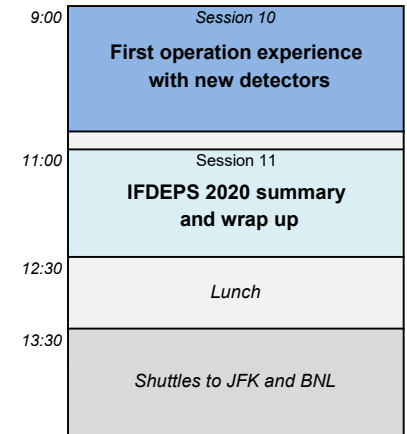 9:00
Session 10
First operation experience
with new detectors
11:00
Session 11
IFDEPS 2020 summary
and wrap up
12:30
Lunch
13:30
Shuttles to JFK and BNL